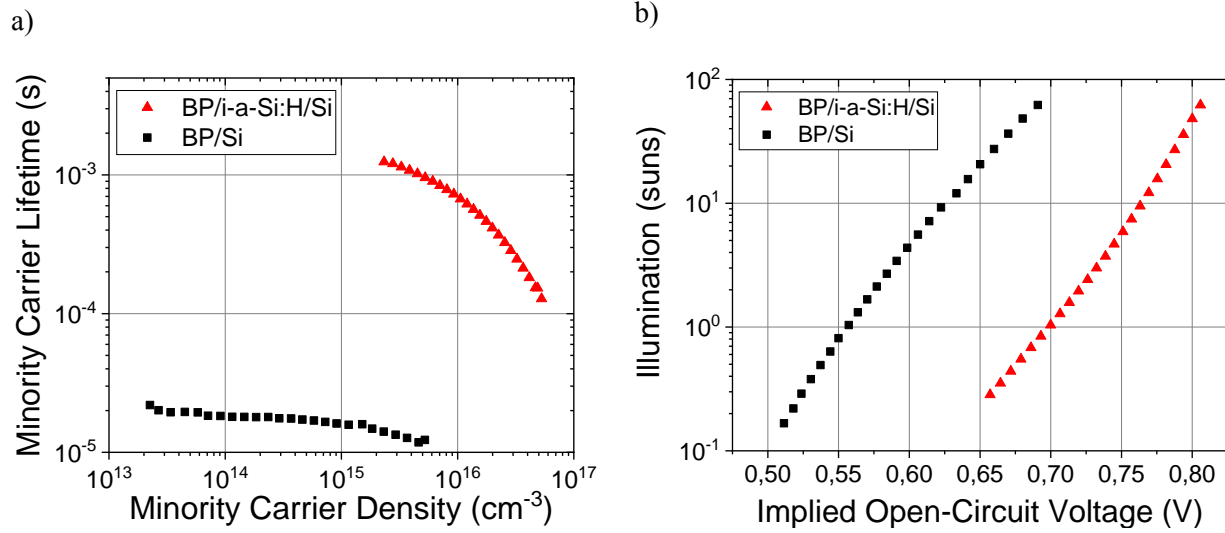 a)
Minority Carrier Lifetime (s)
BP/i-a-Si:H/Si
BP/Si
10⁻³
10⁻⁴
10⁻⁵
10¹³ 10¹⁴ 10¹⁵ 10¹⁶ 10¹⁷
Minority Carrier Density (cm⁻³)
b)
Illumination (suns)
BP/i-a-Si:H/Si
BP/Si
10²
10¹
10⁰
10⁻¹
0,50 0,55 0,60 0,65 0,70 0,75 0,80
Implied Open-Circuit Voltage (V)